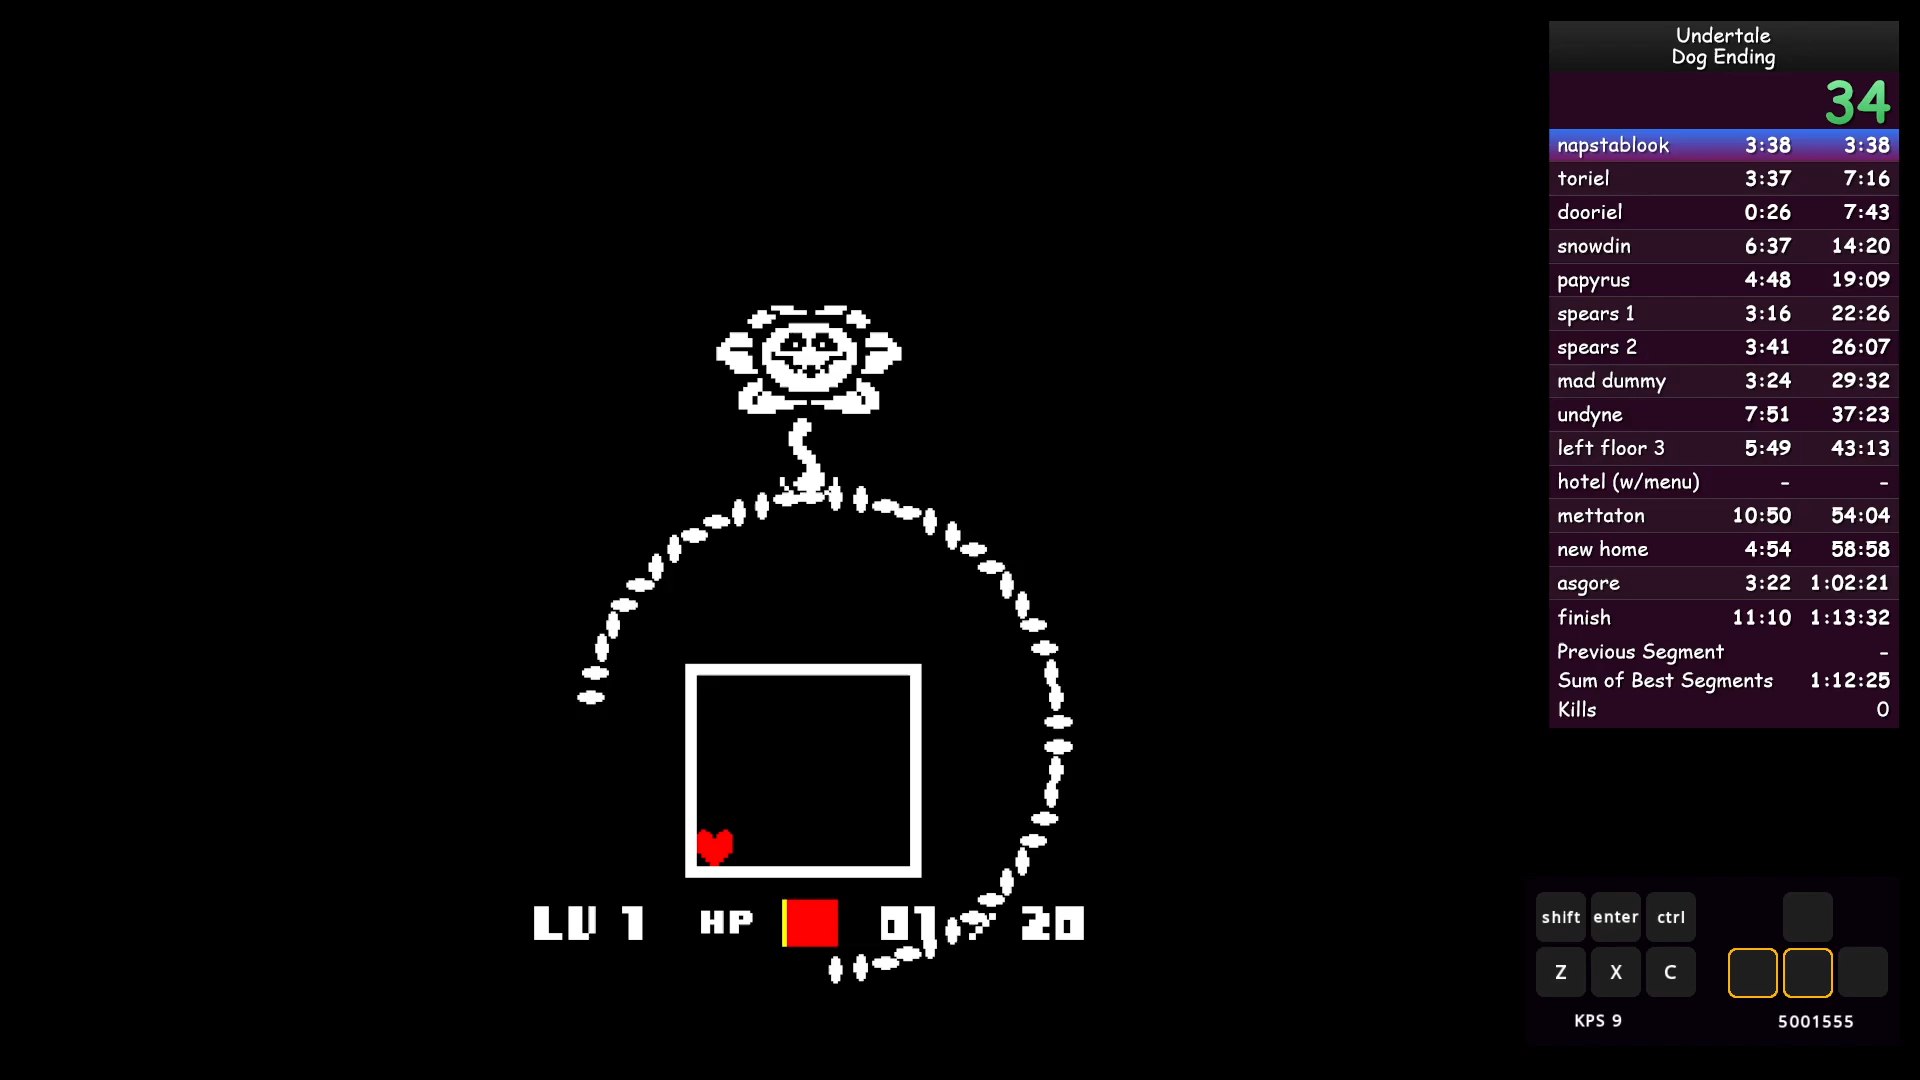 Undertale
Dog Ending
34
napstablook 3:38 3:38
toriel 3:37 7:16
dooriel 0:26 7:43
snowdin 6:37 14:20
papyrus 4:48 19:09
spears 1 3:16 22:26
spears 2 3:41 26:07
mad dummy 3:24 29:32
undyne 7:51 37:23
left floor 3 5:49 43:13
hotel (w/menu) - -
mettaton 10:50 54:04
new home 4:54 58:58
asgore 3:22 1:02:21
finish 11:10 1:13:32
Previous Segment -
Sum of Best Segments 1:12:25
Kills 0
LV 1 HP 01 / 20
shift enter ctrl
Z X C
KPS 9 5001555